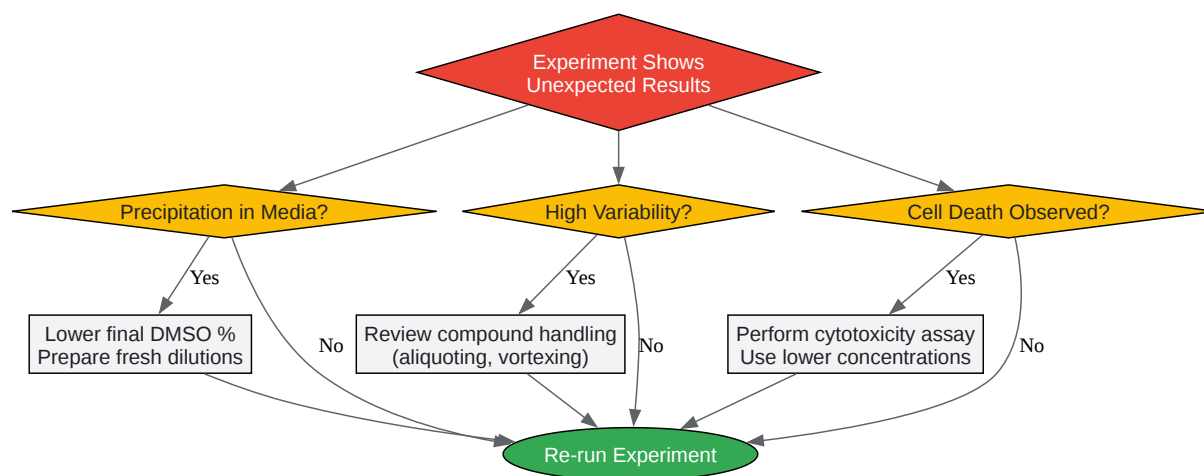 Experiment Shows
Unexpected Results
Precipitation in Media?
High Variability?
Cell Death Observed?
Yes
Yes
Yes
Lower final DMSO %
Prepare fresh dilutions
No
Review compound handling
(aliquoting, vortexing)
No
Perform cytotoxicity assay
Use lower concentrations
No
Re-run Experiment